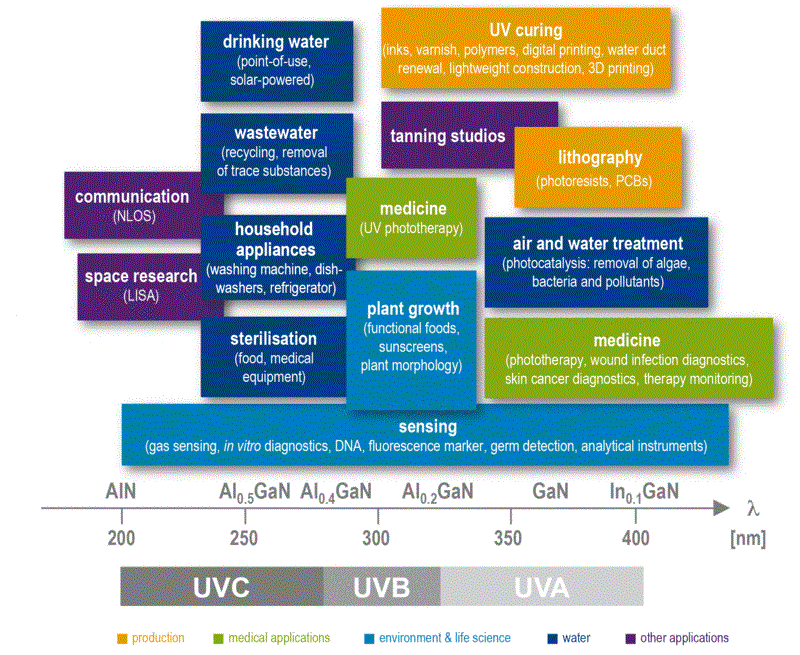 drinking water
(point-of-use,
solar-powered)
UV curing
(inks, varnish, polymers, digital printing, water duct
renewal, lightweight construction, 3D printing)
wastewater
(recycling, removal
of trace substances)
tanning studios
lithography
(photoresists, PCBs)
communication
(NLOS)
medicine
(UV phototherapy)
household
appliances
(washing machine, dish-
washers, refrigerator)
air and water treatment
(photocatalysis: removal of algae,
bacteria and pollutants)
space research
(LISA)
plant growth
(functional foods,
sunscreens,
plant morphology)
sterilisation
(food, medical
equipment)
medicine
(phototherapy, wound infection diagnostics,
skin cancer diagnostics, therapy monitoring)
sensing
(gas sensing, in vitro diagnostics, DNA, fluorescence marker, germ detection, analytical instruments)
AlN Al0.5GaN Al0.4GaN Al0.2GaN GaN In0.1GaN
λ
200 250 300 350 400 [nm]
UVC UVB UVA
production medical applications environment & life science water other applications